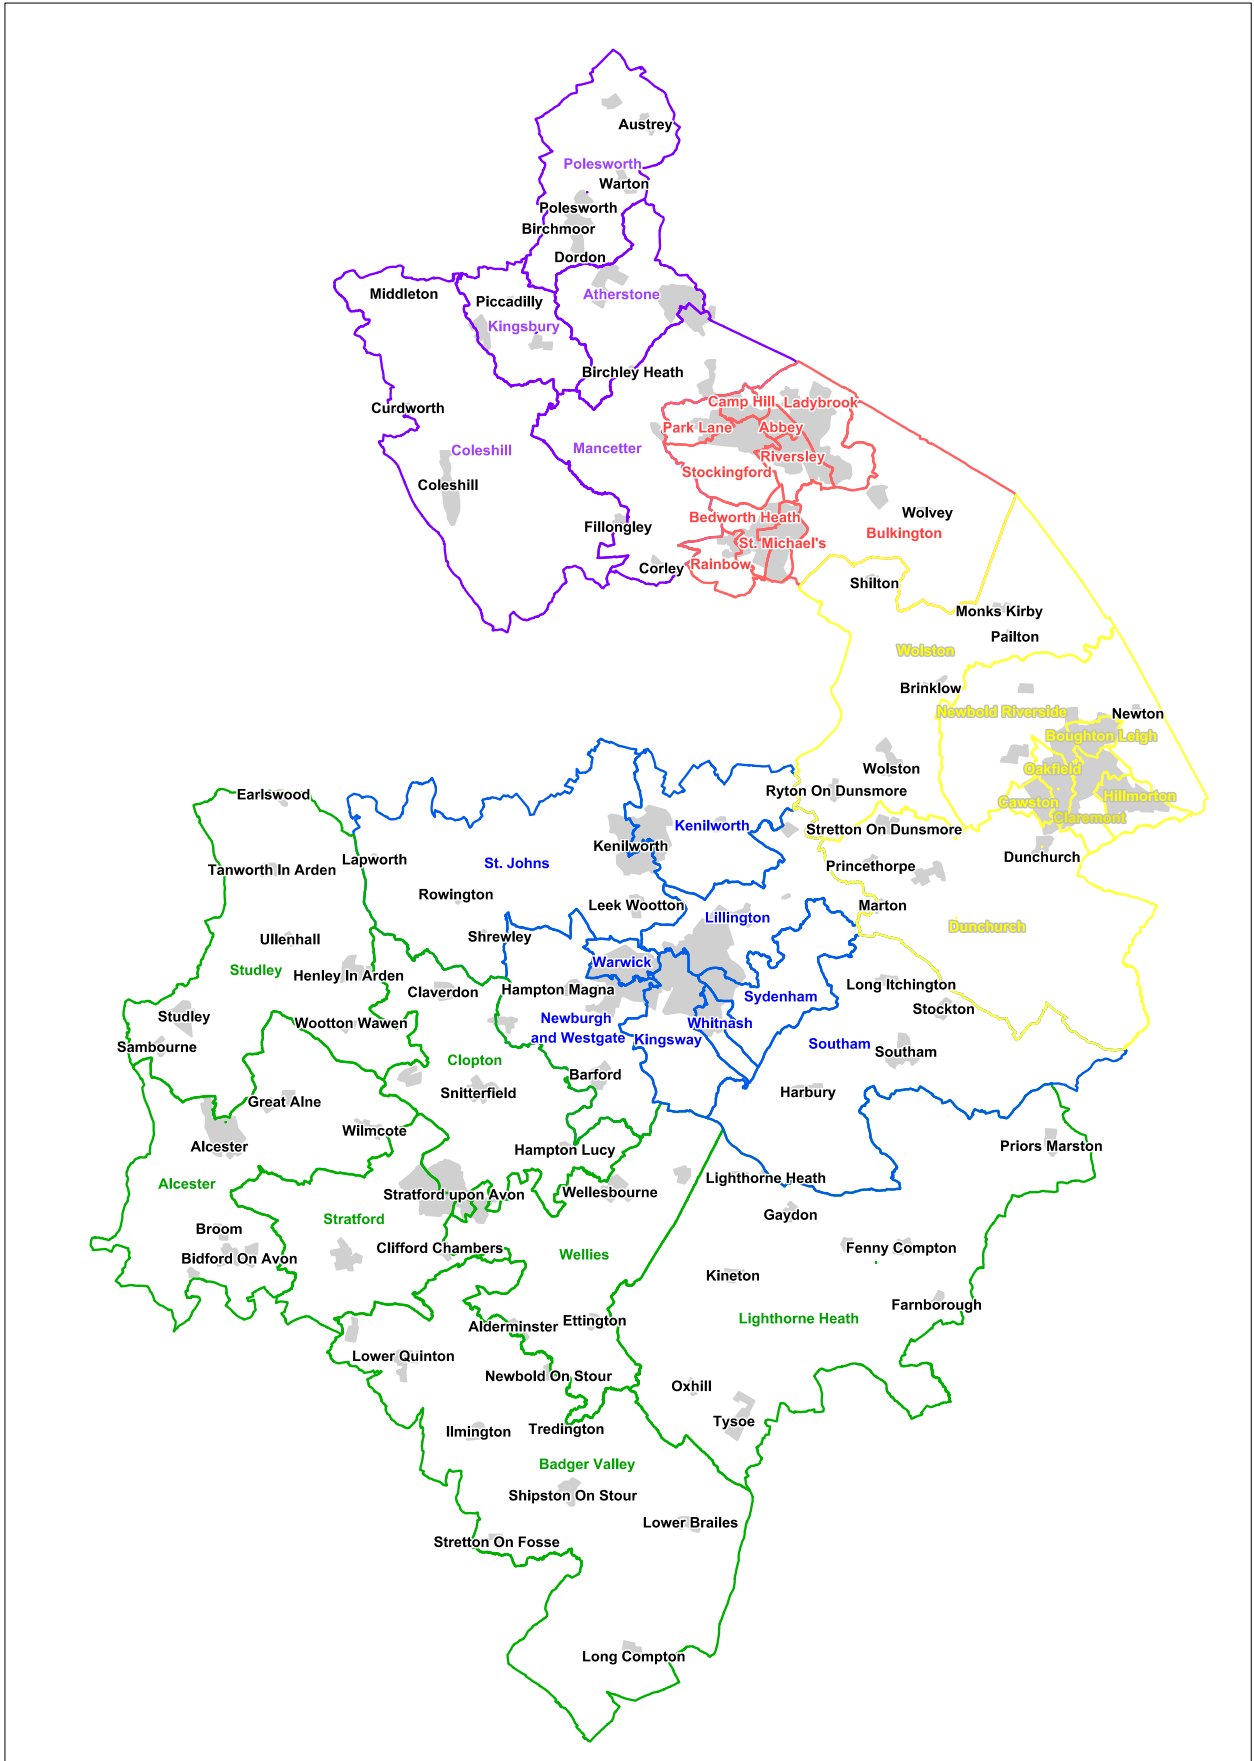 Austrey
Polesworth
Warton
Polesworth
Birchmoor
Dordon
Middleton
Piccadilly
Atherstone
Kingsbury
Birchley Heath
Curdworth
Camp Hill
Ladybrook
Park Lane
Abbey
Coleshill
Mancetter
Riversley
Stockingford
Coleshill
Wolvey
Bedworth Heath
Fillongley
Bulkington
St. Michael's
Rainbow
Corley
Shilton
Monks Kirby
Pailton
Wolston
Brinklow
Newbold Riverside
Newton
Boughton Leigh
Wolston
Oakfield
Ryton On Dunsmore
Earlswood
Hillmorton
Cawston
Claremont
Kenilworth
Stretton On Dunsmore
Kenilworth
Dunchurch
Lapworth
St. Johns
Princethorpe
Tanworth In Arden
Rowington
Leek Wootton
Marton
Lillington
Dunchurch
Shrewley
Ullenhall
Warwick
Studley
Henley In Arden
Long Itchington
Claverdon
Hampton Magna
Sydenham
Stockton
Studley
Wootton Wawen
Newburgh
and Westgate
Whitnash
Kingsway
Southam
Sambourne
Southam
Clopton
Barford
Snitterfield
Harbury
Great Alne
Wilmcote
Alcester
Hampton Lucy
Priors Marston
Lighthorne Heath
Alcester
Stratford upon Avon
Wellesbourne
Gaydon
Stratford
Broom
Clifford Chambers
Fenny Compton
Bidford On Avon
Wellies
Kineton
Farnborough
Ettington
Lighthorne Heath
Alderminster
Lower Quinton
Newbold On Stour
Oxhill
Tysoe
Ilmington
Tredington
Badger Valley
Shipston On Stour
Lower Brailes
Stretton On Fosse
Long Compton